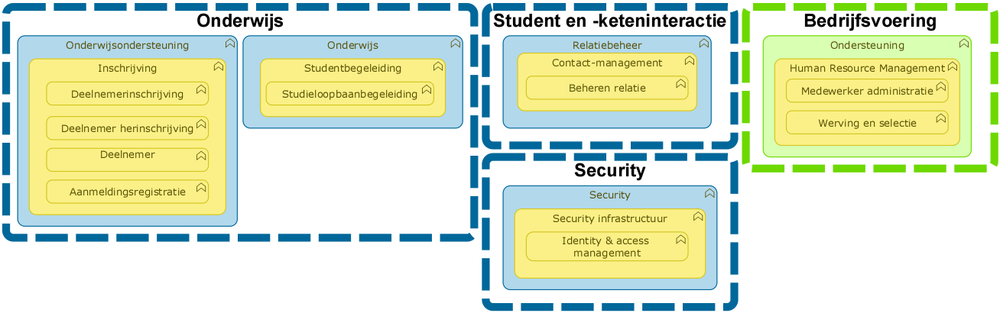 Onderwijs
Onderwijsondersteuning
Inschrijving
Deelnemerinschrijving
Deelnemer herinschrijving
Deelnemer
Aanmeldingsregistratie
Onderwijs
Studentbegeleiding
Studieloopbaanbegeleiding
Student en -keteninteractie
Relatiebeheer
Contact-management
Beheren relatie
Security
Security
Security infrastructuur
Identity & access
management
Bedrijfsvoering
Ondersteuning
Human Resource Management
Medewerker administratie
Werving en selectie